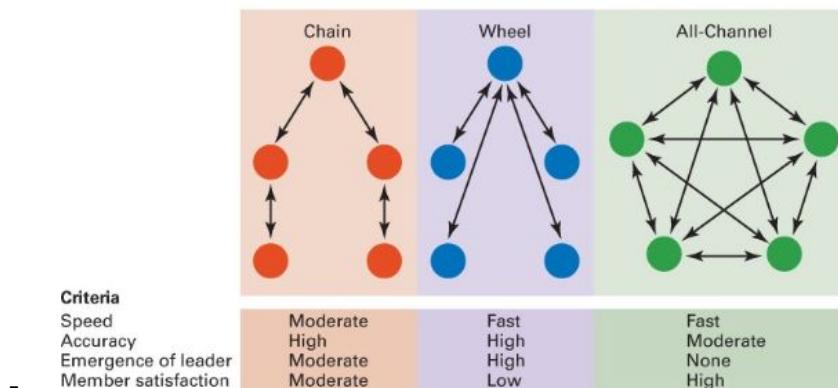 Chain Wheel All-Channel
Criteria
Speed Moderate Fast Fast
Accuracy High High Moderate
Emergence of leader Moderate High None
Member satisfaction Moderate Low High